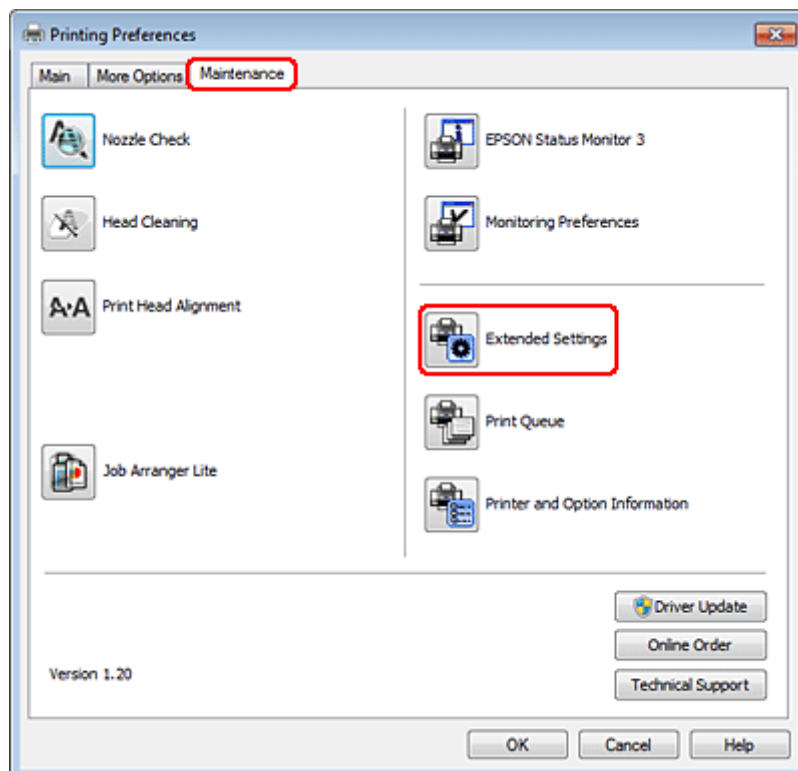 Printing Preferences
Main
More Options
Maintenance
Nozzle Check
Head Cleaning
A·A
Print Head Alignment
Job Arranger Lite
EPSON Status Monitor 3
Monitoring Preferences
Extended Settings
Print Queue
Printer and Option Information
Driver Update
Online Order
Technical Support
Version 1.20
OK
Cancel
Help